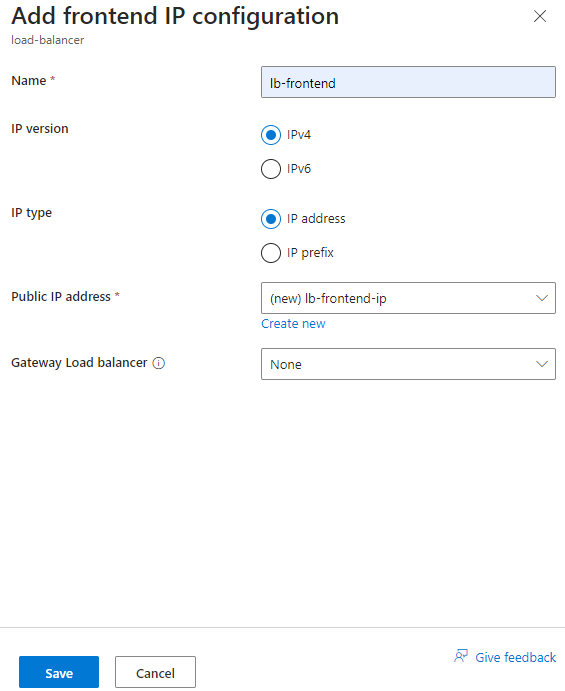 Add frontend IP configuration
load-balancer
Name *
lb-frontend
IP version
IPv4
IPv6
IP type
IP address
IP prefix
Public IP address *
(new) lb-frontend-ip
Create new
Gateway Load balancer
None
Save
Cancel
Give feedback